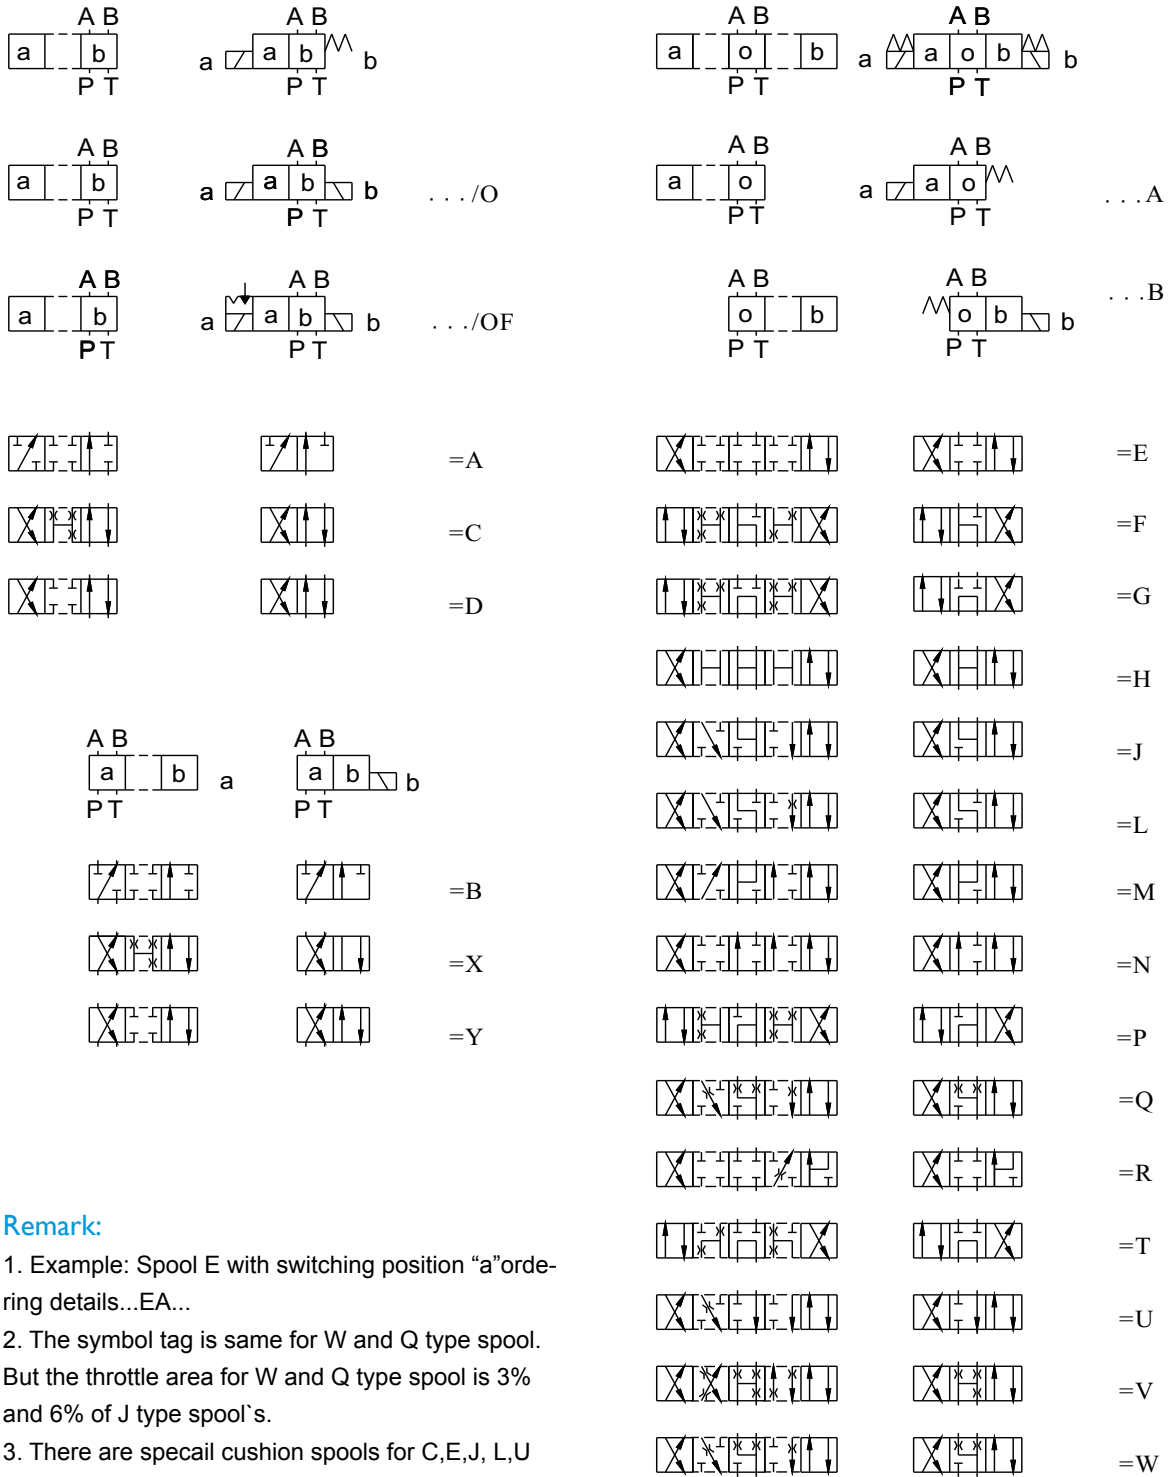 A B A B
a b a a b b
P T P T
A B A B
a b a a b b . . . /O
P T P T
A B A B
a b a a b b . . . /OF
P T P T
=A
=C
=D
A B A B
a b a a b b
P T P T
=B
=X
=Y
Remark:
1. Example: Spool E with switching position “a”orde-
ring details...EA...
2. The symbol tag is same for W and Q type spool.
But the throttle area for W and Q type spool is 3%
and 6% of J type spool`s.
3. There are specail cushion spools for C,E,J, L,U
A B A B
a o b a a o b b
P T P T
A B A B
a o a a o . . . A
P T P T
A B A B
o b o b b . . . B
P T P T
=E
=F
=G
=H
=J
=L
=M
=N
=P
=Q
=R
=T
=U
=V
=W